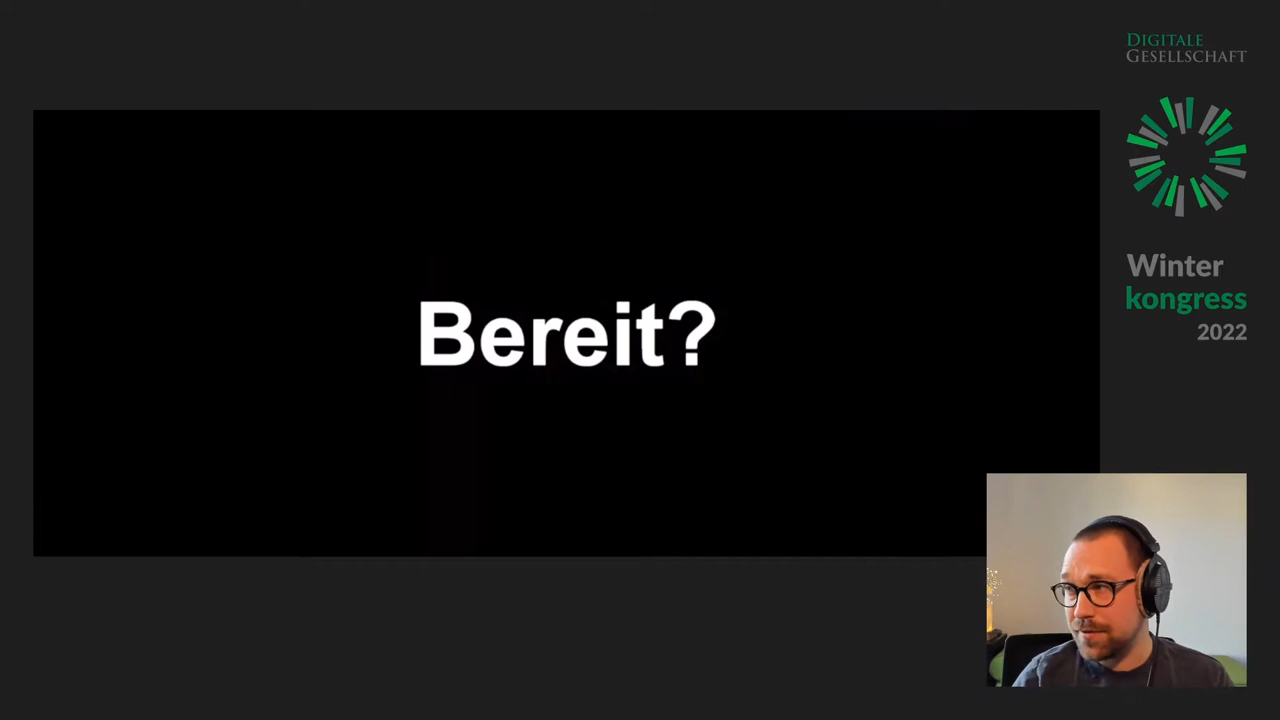 DIGITALE
GESELLSCHAFT
Bereit?
Winter
kongress
2022